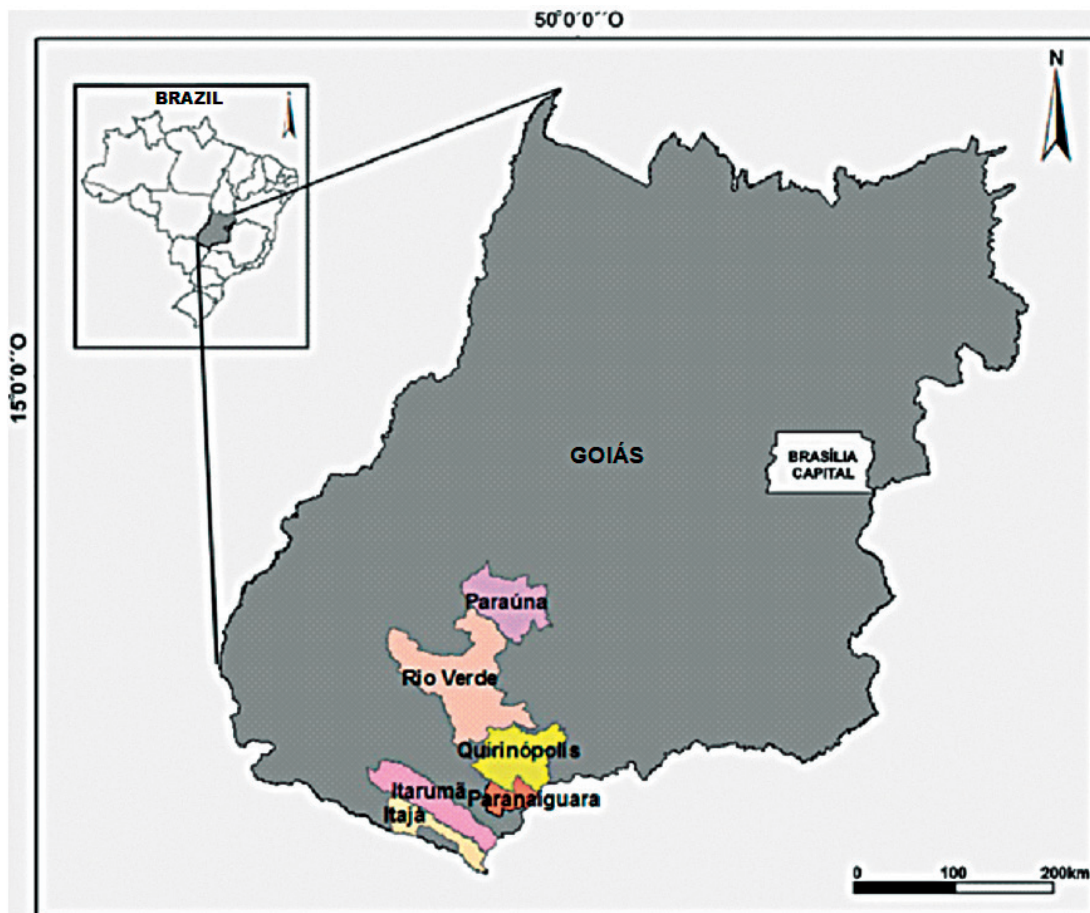 50°0´0´´O
BRAZIL
N
15°0´0´´O
GOIÁS
BRASÍLIA
CAPITAL
Paraúna
Rio Verde
Quirinópolis
Itarumã
Paranaiguara
Itajá
0 100 200km